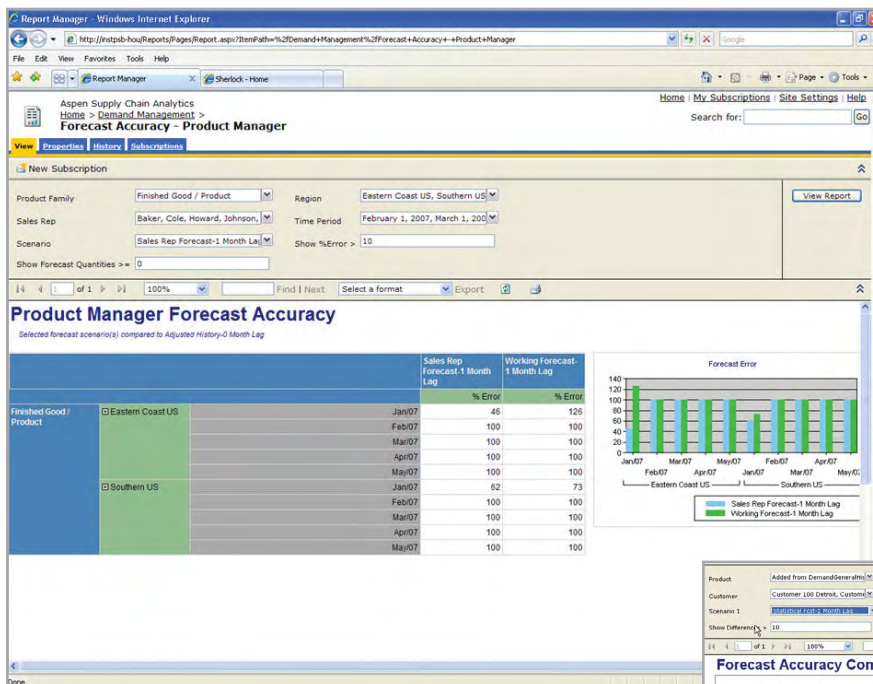 Report Manager - Windows Internet Explorer
http://instpsb-hou/Reports/Pages/Report.aspx?ItemPath=%2fDemand+Management%2fForecast+Accuracy+-+Product+Manager
Google
File Edit View Favorites Tools Help
Report Manager Sherlock - Home Page Tools
Aspen Supply Chain Analytics
Home | My Subscriptions | Site Settings | Help
Home > Demand Management >
Forecast Accuracy - Product Manager
Search for: Go
View Properties History Subscriptions
New Subscription
Product Family Finished Good / Product Region Eastern Coast US, Southern US View Report
Sales Rep Baker, Cole, Howard, Johnson, Time Period February 1, 2007, March 1, 200
Scenario Sales Rep Forecast-1 Month Lag Show %Error > 10
Show Forecast Quantities >= 0
1 of 1 100% Find | Next Select a format Export
Product Manager Forecast Accuracy
Selected forecast scenario(s) compared to Adjusted History-0 Month Lag
Sales Rep Forecast-1 Month Lag Working Forecast-1 Month Lag
% Error % Error
Finished Good / Product Eastern Coast US Jan/07 46 126
Feb/07 100 100
Mar/07 100 100
Apr/07 100 100
May/07 100 100
Southern US Jan/07 62 73
Feb/07 100 100
Mar/07 100 100
Apr/07 100 100
May/07 100 100
Forecast Error
140
120
100
80
60
40
20
0
Jan/07 Mar/07 May/07 Feb/07 Apr/07
Feb/07 Apr/07 Jan/07 Mar/07 May/0
Eastern Coast US Southern US
Sales Rep Forecast-1 Month Lag
Working Forecast-1 Month Lag
Product Added from DemandGeneralHis
Customer Customer 100 Detroit, Custome
Scenario 1 Statistical Fcst-1 Month Lag
Show Differences > 10
1 of 1 100%
Forecast Accuracy Com
Done